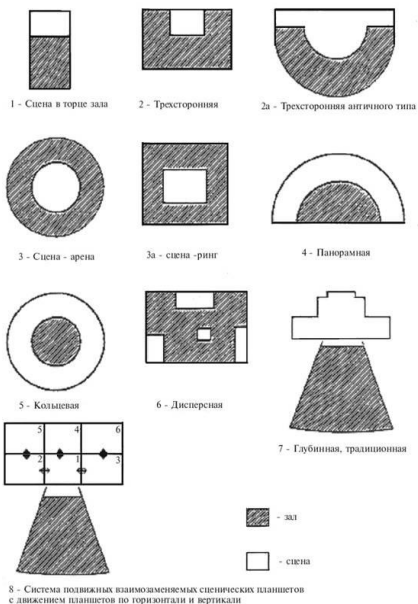 1 - Сцена в торце зала
2 - Трехсторонняя
2а - Трехсторонняя античного типа
3 - Сцена - арена
3а - сцена -ринг
4 - Панорамная
5 - Кольцевая
6 - Дисперсная
7 - Глубинная, традиционная
5 4 6
2 1 3
- зал
- сцена
8 - Система подвижных взаимозаменяемых сценических планшетов
с движением планшетов по горизонтали и вертикали